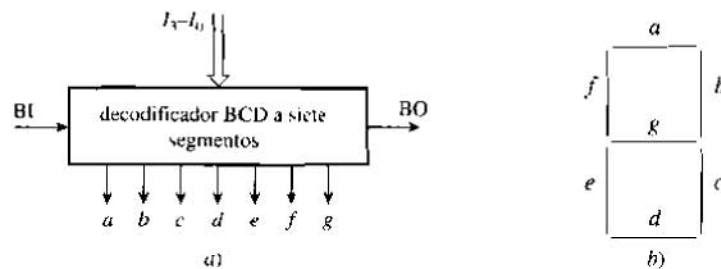 I₃–I₀
BI
decodificador BCD a siete
segmentos
BO
a b c d e f g
a)
a
f
b
g
e
c
d
b)